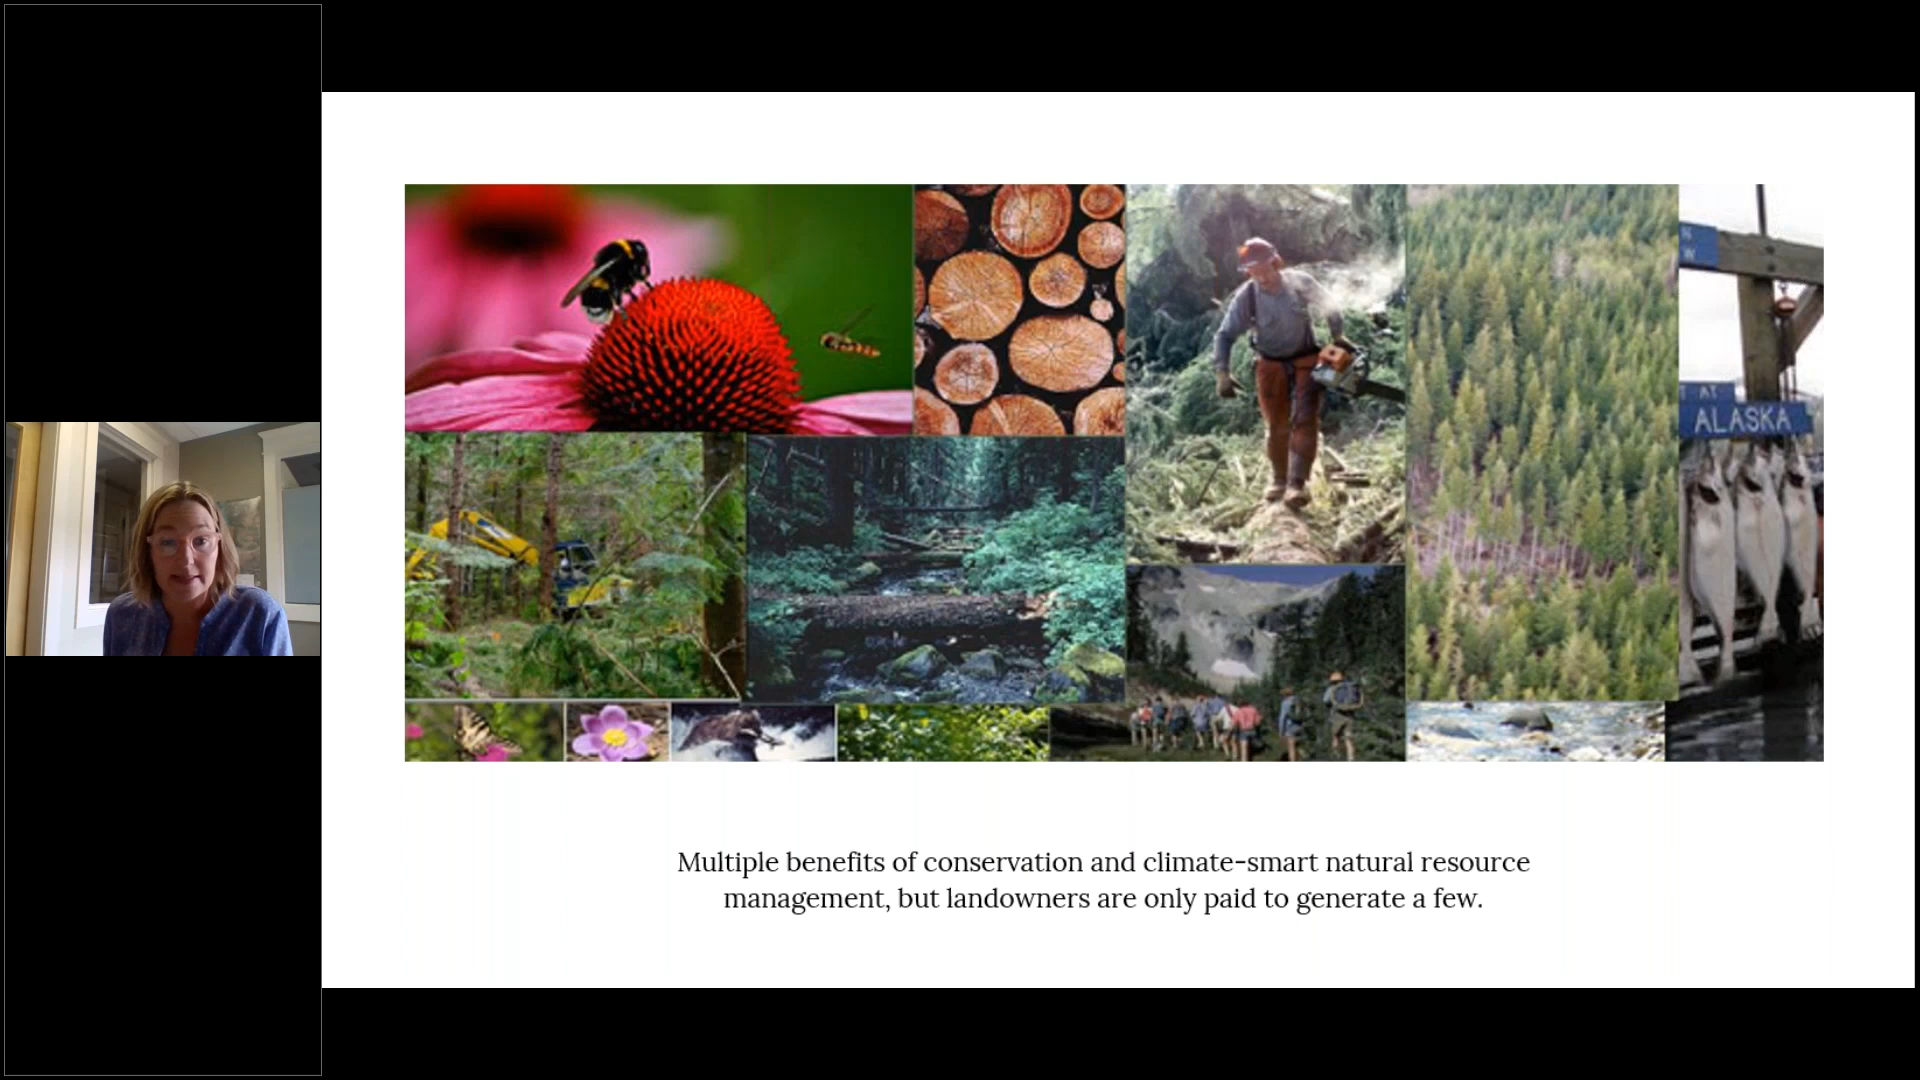 N
W
AT
ALASKA
Multiple benefits of conservation and climate-smart natural resource
management, but landowners are only paid to generate a few.